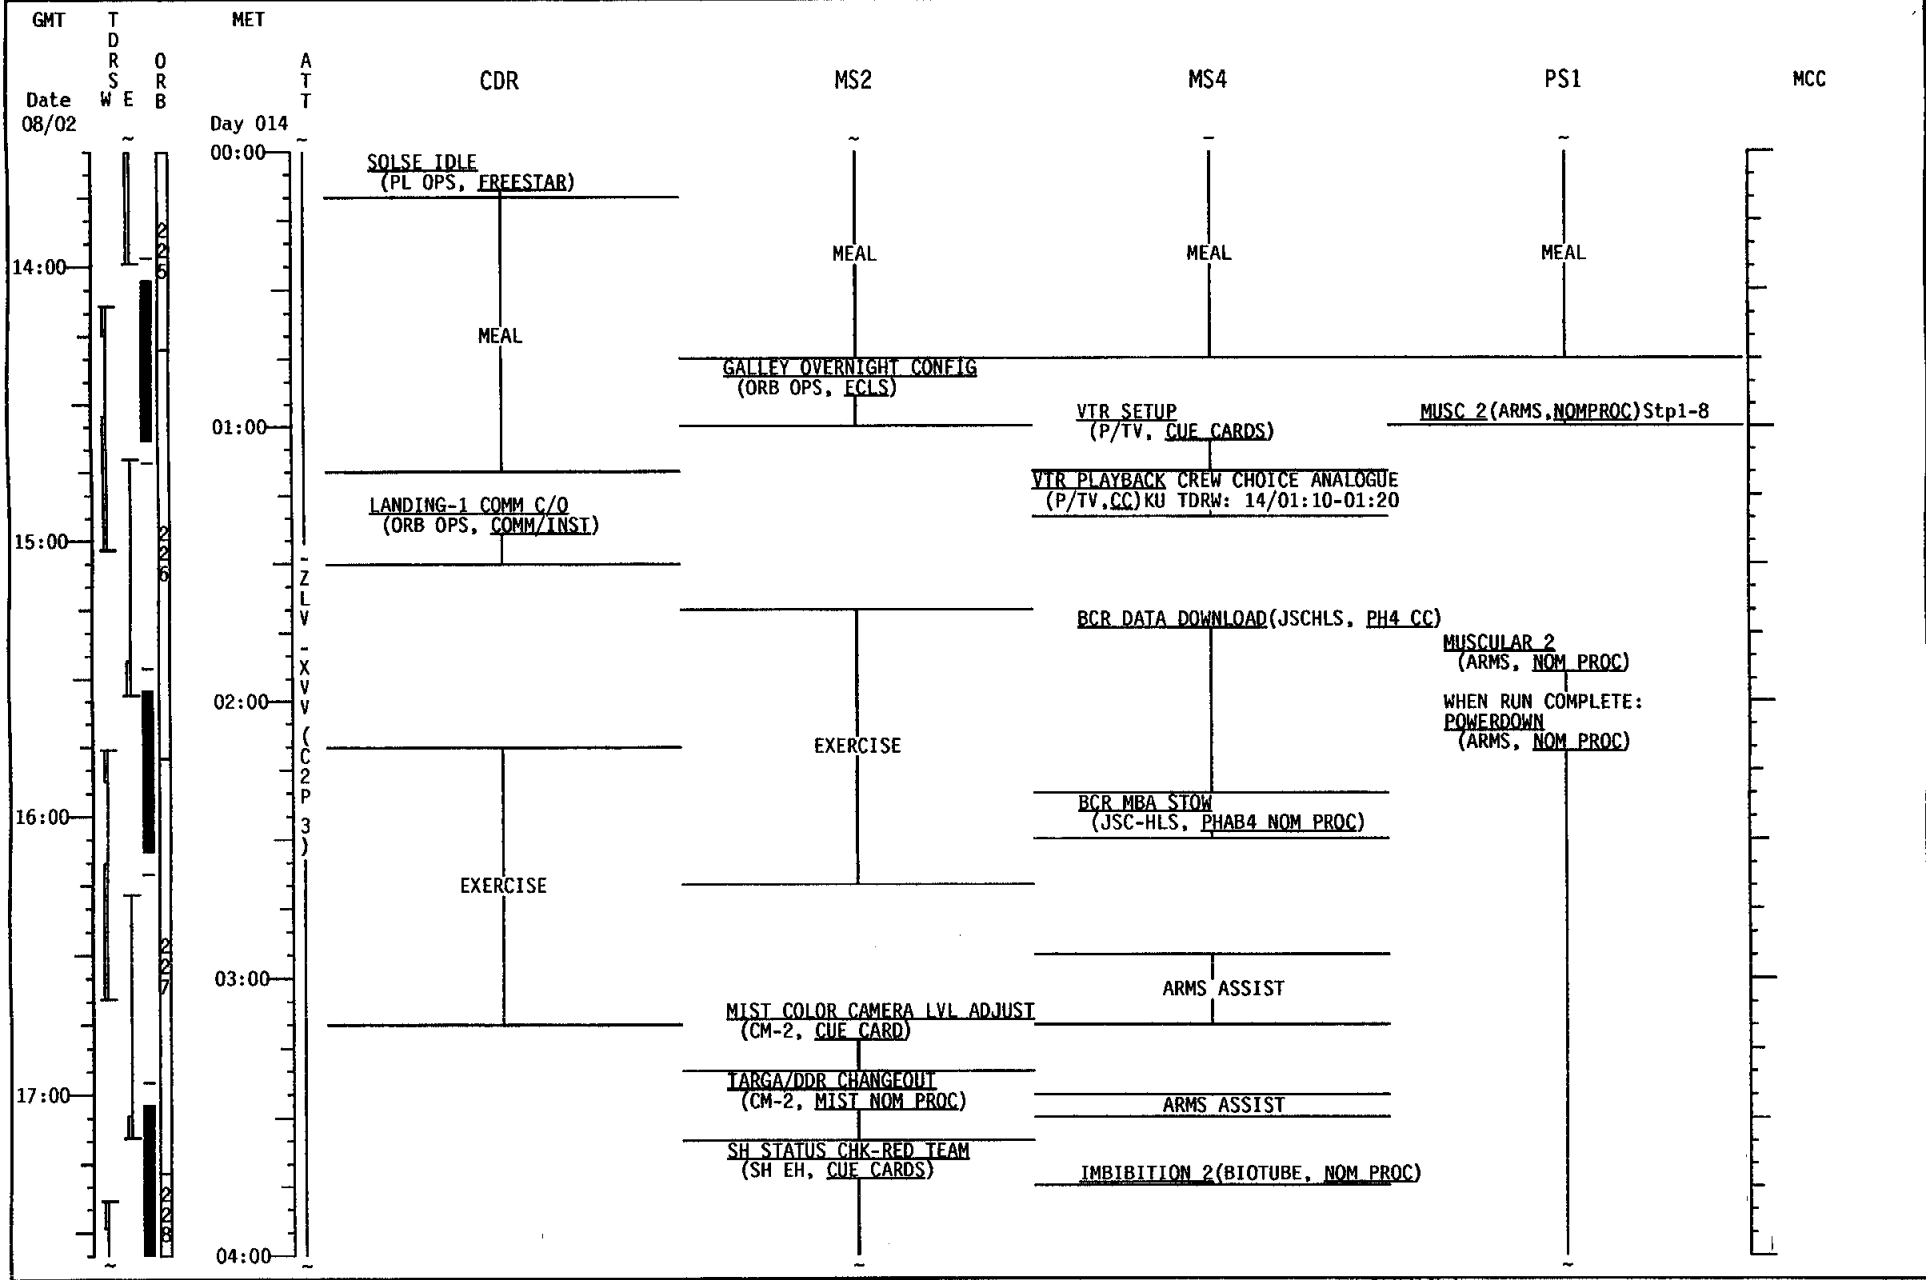 GMT
TDRS
W E
ORB
MET
ATT
CDR
MS2
MS4
PS1
MCC
Date
08/02
Day 014
00:00
SOLSE IDLE
(PL OPS, FREESTAR)
225
MEAL
MEAL
MEAL
14:00
MEAL
GALLEY OVERNIGHT CONFIG
(ORB OPS, ECLS)
01:00
VTR SETUP
(P/TV, CUE CARDS)
MUSC 2(ARMS,NOMPROC)Stp1-8
VTR PLAYBACK CREW CHOICE ANALOGUE
(P/TV,CC)KU TDRW: 14/01:10-01:20
LANDING-1 COMM C/O
(ORB OPS, COMM/INST)
15:00
226
-ZLV -XVV (C2P 3)
BCR DATA DOWNLOAD(JSCHLS, PH4 CC)
MUSCULAR 2
(ARMS, NOM PROC)
02:00
WHEN RUN COMPLETE:
POWERDOWN
(ARMS, NOM PROC)
EXERCISE
BCR MBA STOW
(JSC-HLS, PHAB4 NOM PROC)
16:00
EXERCISE
227
03:00
ARMS ASSIST
MIST COLOR CAMERA LVL ADJUST
(CM-2, CUE CARD)
TARGA/DDR CHANGEOUT
(CM-2, MIST NOM PROC)
17:00
ARMS ASSIST
SH STATUS CHK-RED TEAM
(SH EH, CUE CARDS)
IMBIBITION 2(BIOTUBE, NOM PROC)
228
04:00